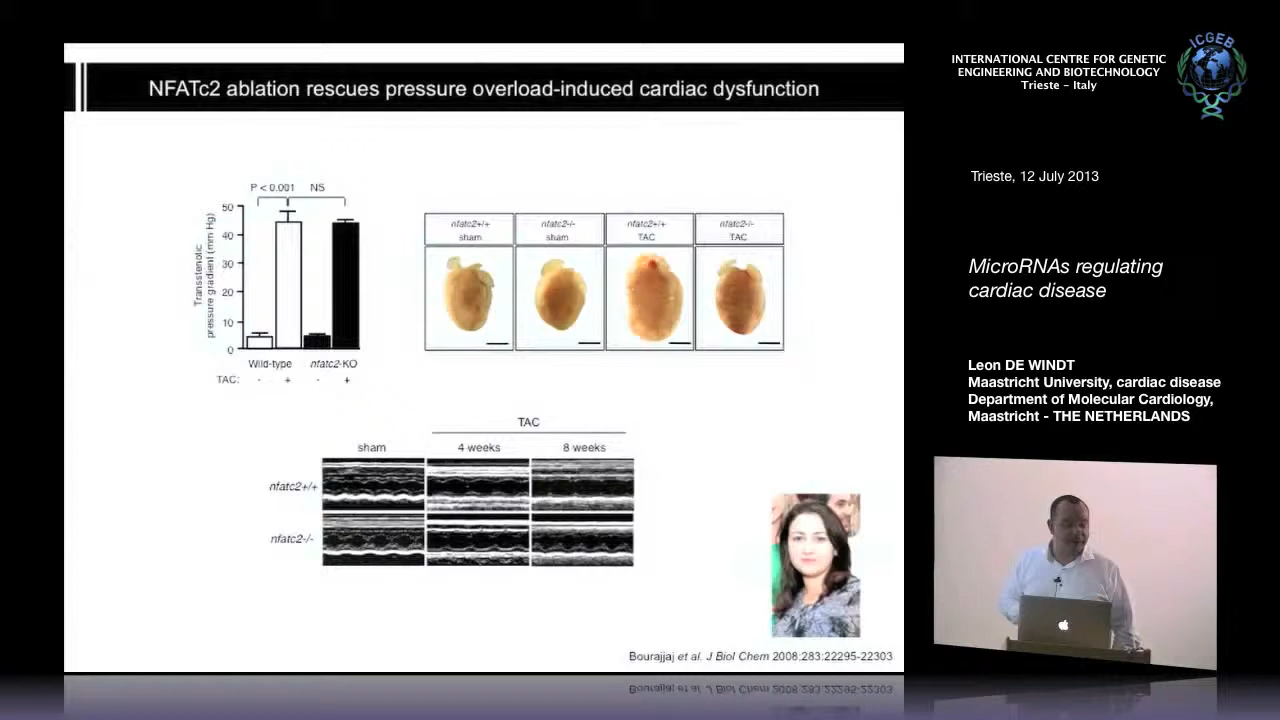 NFATc2 ablation rescues pressure overload-induced cardiac dysfunction
P < 0.001 NS
50
40
30
20
10
0
Transstenotic
pressure gradient (mm Hg)
Wild-type nfatc2-KO
TAC: - + - +
nfatc2+/+ nfatc2-/- nfatc2+/+ nfatc2-/-
sham sham TAC TAC
TAC
sham 4 weeks 8 weeks
nfatc2+/+
nfatc2-/-
Bourajjaj et al. J Biol Chem 2008;283:22295-22303
INTERNATIONAL CENTRE FOR GENETIC
ENGINEERING AND BIOTECHNOLOGY
Trieste - Italy
ICGEB
Trieste, 12 July 2013
MicroRNAs regulating
cardiac disease
Leon DE WINDT
Maastricht University, cardiac disease
Department of Molecular Cardiology,
Maastricht - THE NETHERLANDS